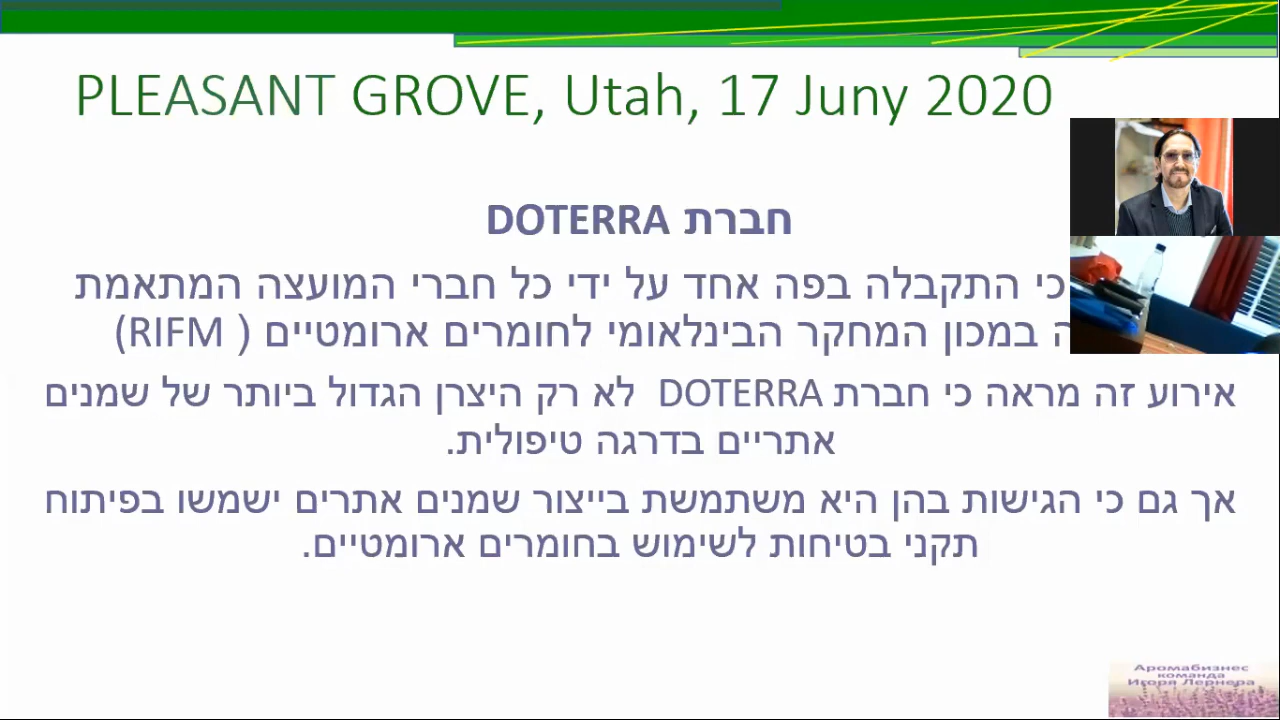 PLEASANT GROVE, Utah, 17 Juny 2020
חברת DOTERRA
כי התקבלה בפה אחד על ידי כל חברי המועצה המתאמת
במכון המחקר הבינלאומי לחומרים ארומטיים ( RIFM)
אירוע זה מראה כי חברת DOTERRA לא רק היצרן הגדול ביותר של שמנים
אתריים בדרגה טיפולית.
אך גם כי הגישות בהן היא משתמשת בייצור שמנים אתרים ישמשו בפיתוח
תקני בטיחות לשימוש בחומרים ארומטיים.
Аромабизнес
команда
Игоря Лернера